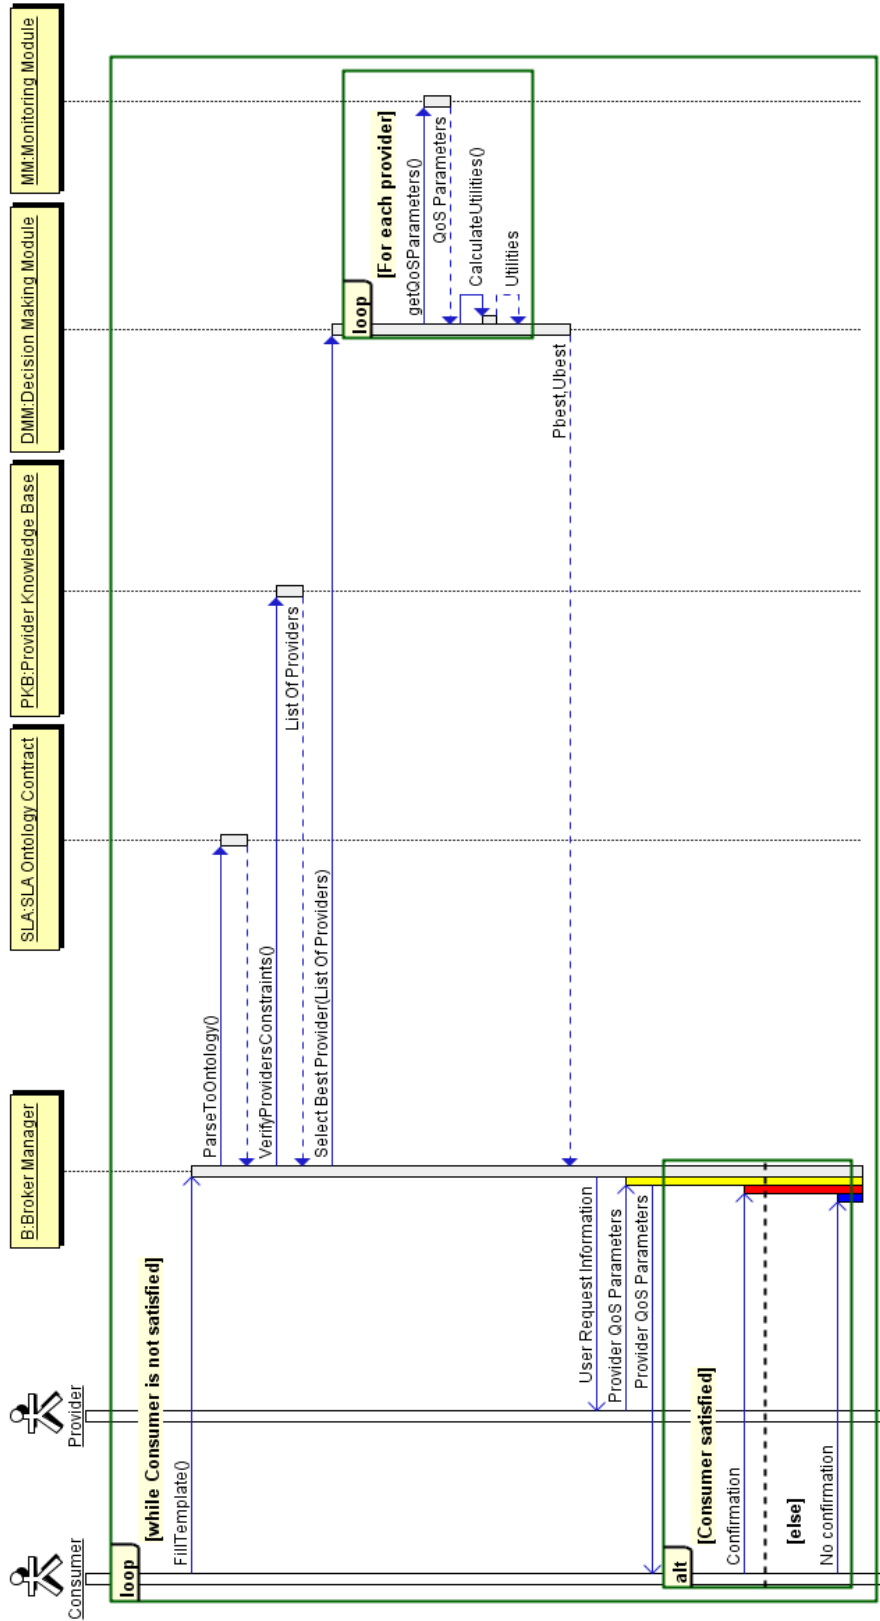 Consumer
Provider
B:Broker Manager
SLA:SLA Ontology Contract
PKB:Provider Knowledge Base
DMM:Decision Making Module
MM:Monitoring Module
loop
[while Consumer is not satisfied]
FillTemplate()
ParseToOntology()
VerifyProvidersConstraints()
List Of Providers
Select Best Provider(List Of Providers)
loop
[For each provider]
getQoSParameters()
QoS Parameters
CalculateUtilities()
Utilities
Pbest,Ubest
User Request Information
Provider QoS Parameters
Provider QoS Parameters
alt
[Consumer satisfied]
Confirmation
[else]
No confirmation